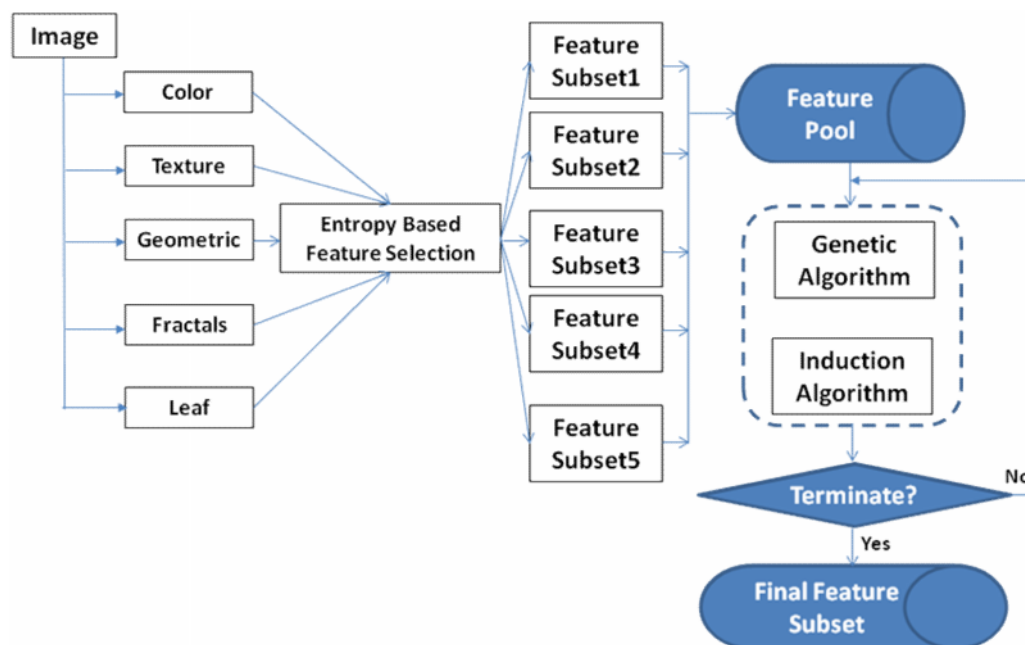 Image
Color
Texture
Geometric
Fractals
Leaf
Entropy Based
Feature Selection
Feature
Subset1
Feature
Subset2
Feature
Subset3
Feature
Subset4
Feature
Subset5
Feature
Pool
Genetic
Algorithm
Induction
Algorithm
Terminate?
No
Yes
Final Feature
Subset